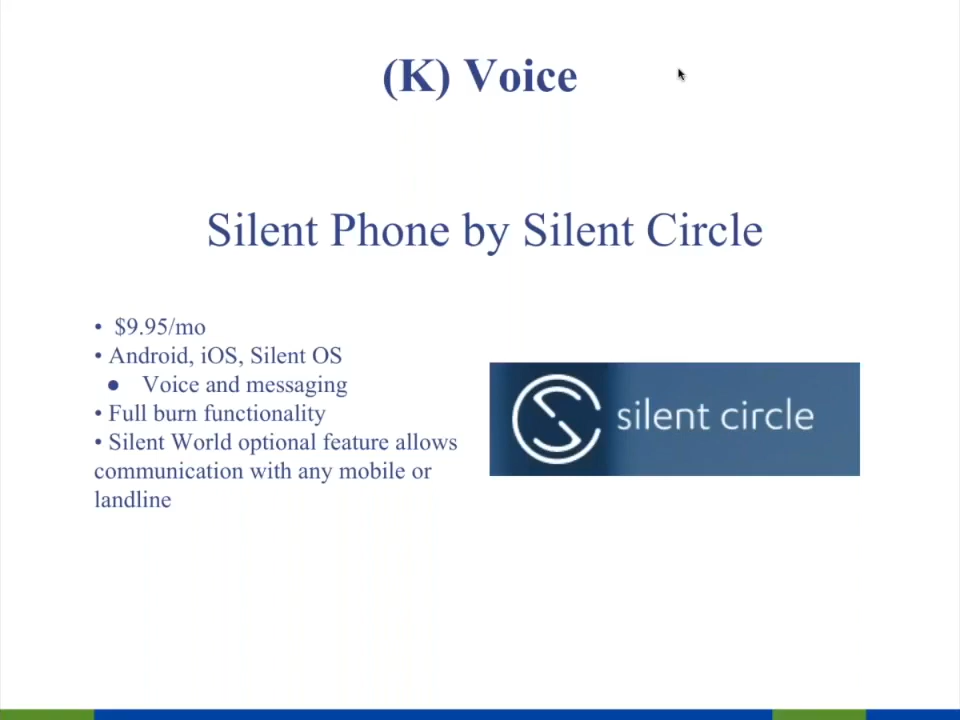 (K) Voice
Silent Phone by Silent Circle
• $9.95/mo
• Android, iOS, Silent OS
● Voice and messaging
• Full burn functionality
• Silent World optional feature allows
communication with any mobile or
landline
silent circle